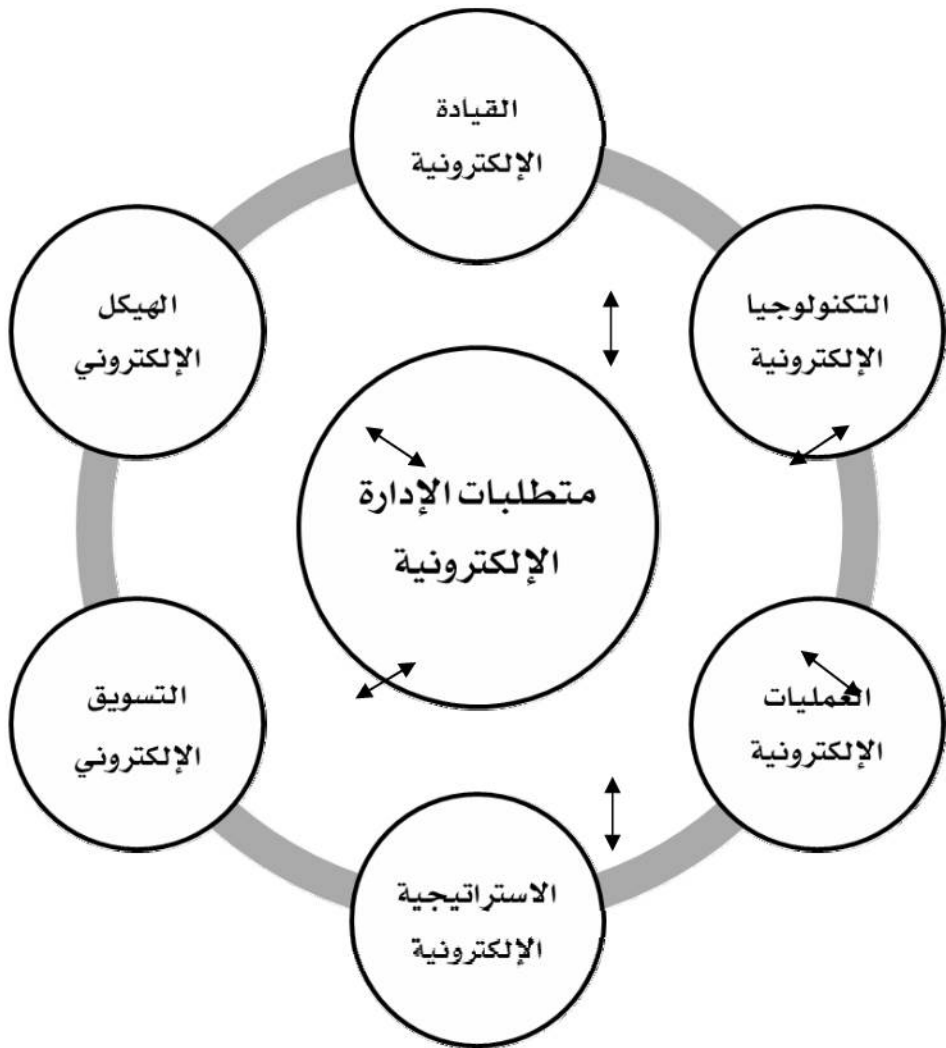 القيادة
الإلكترونية
التكنولوجيا
الإلكترونية
الهيكل
الإلكتروني
متطلبات الإدارة
الإلكترونية
العمليات
الإلكترونية
التسويق
الإلكتروني
الاستراتيجية
الإلكترونية